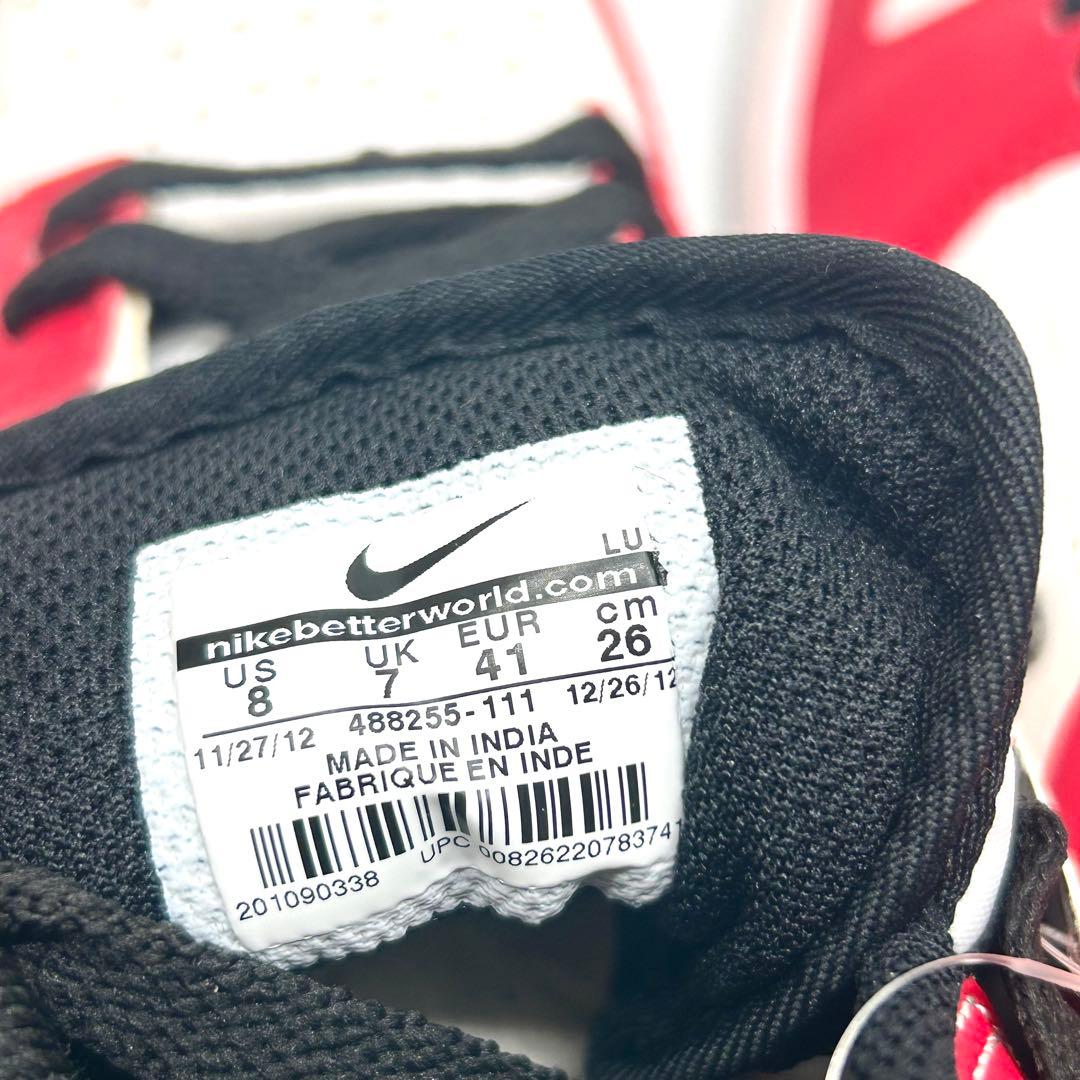 LU
nikebetterworld.com
US UK EUR cm
8 7 41 26
11/27/12 488255-111 12/26/12
MADE IN INDIA
FABRIQUE EN INDE
UPC 00826220783741
201090338